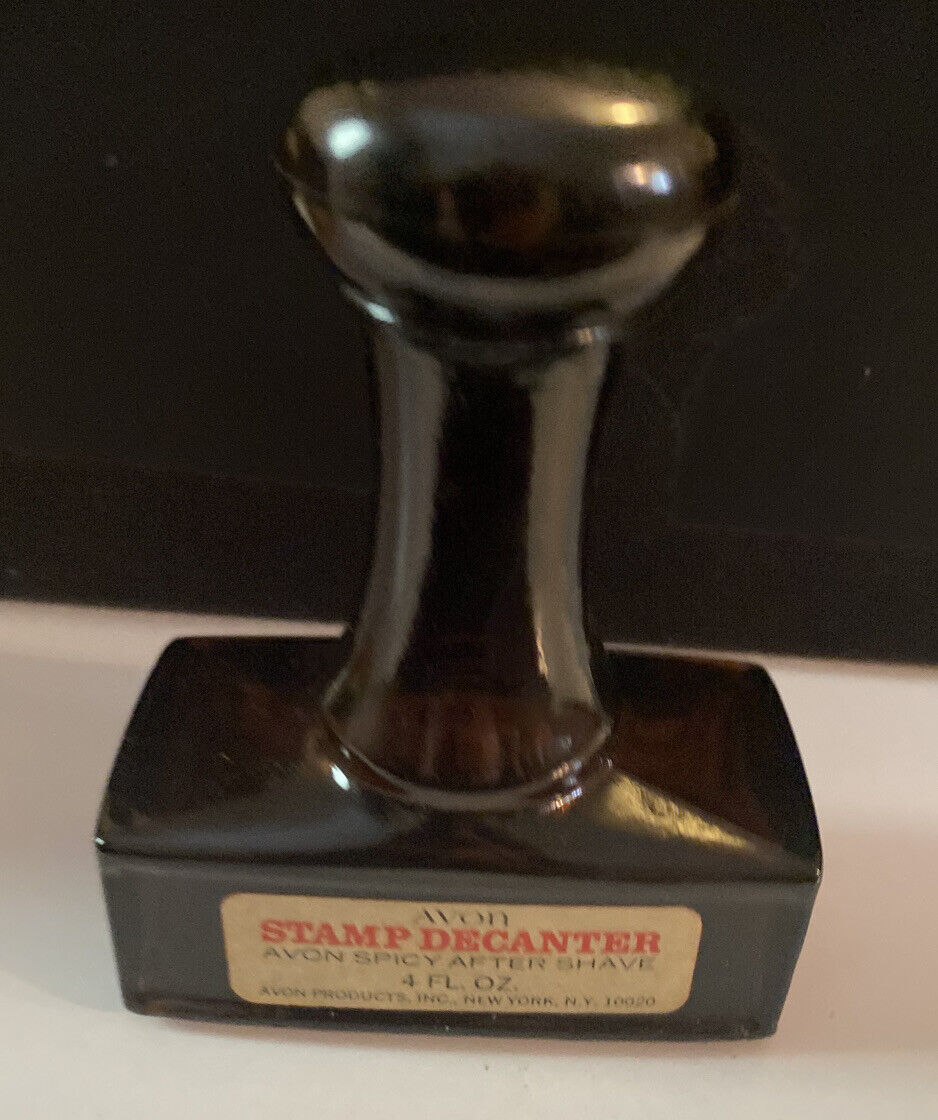 AVON
STAMP DECANTER
AVON SPICY AFTER SHAVE
4 FL. OZ.
AVON PRODUCTS, INC., NEW YORK, N.Y. 10020